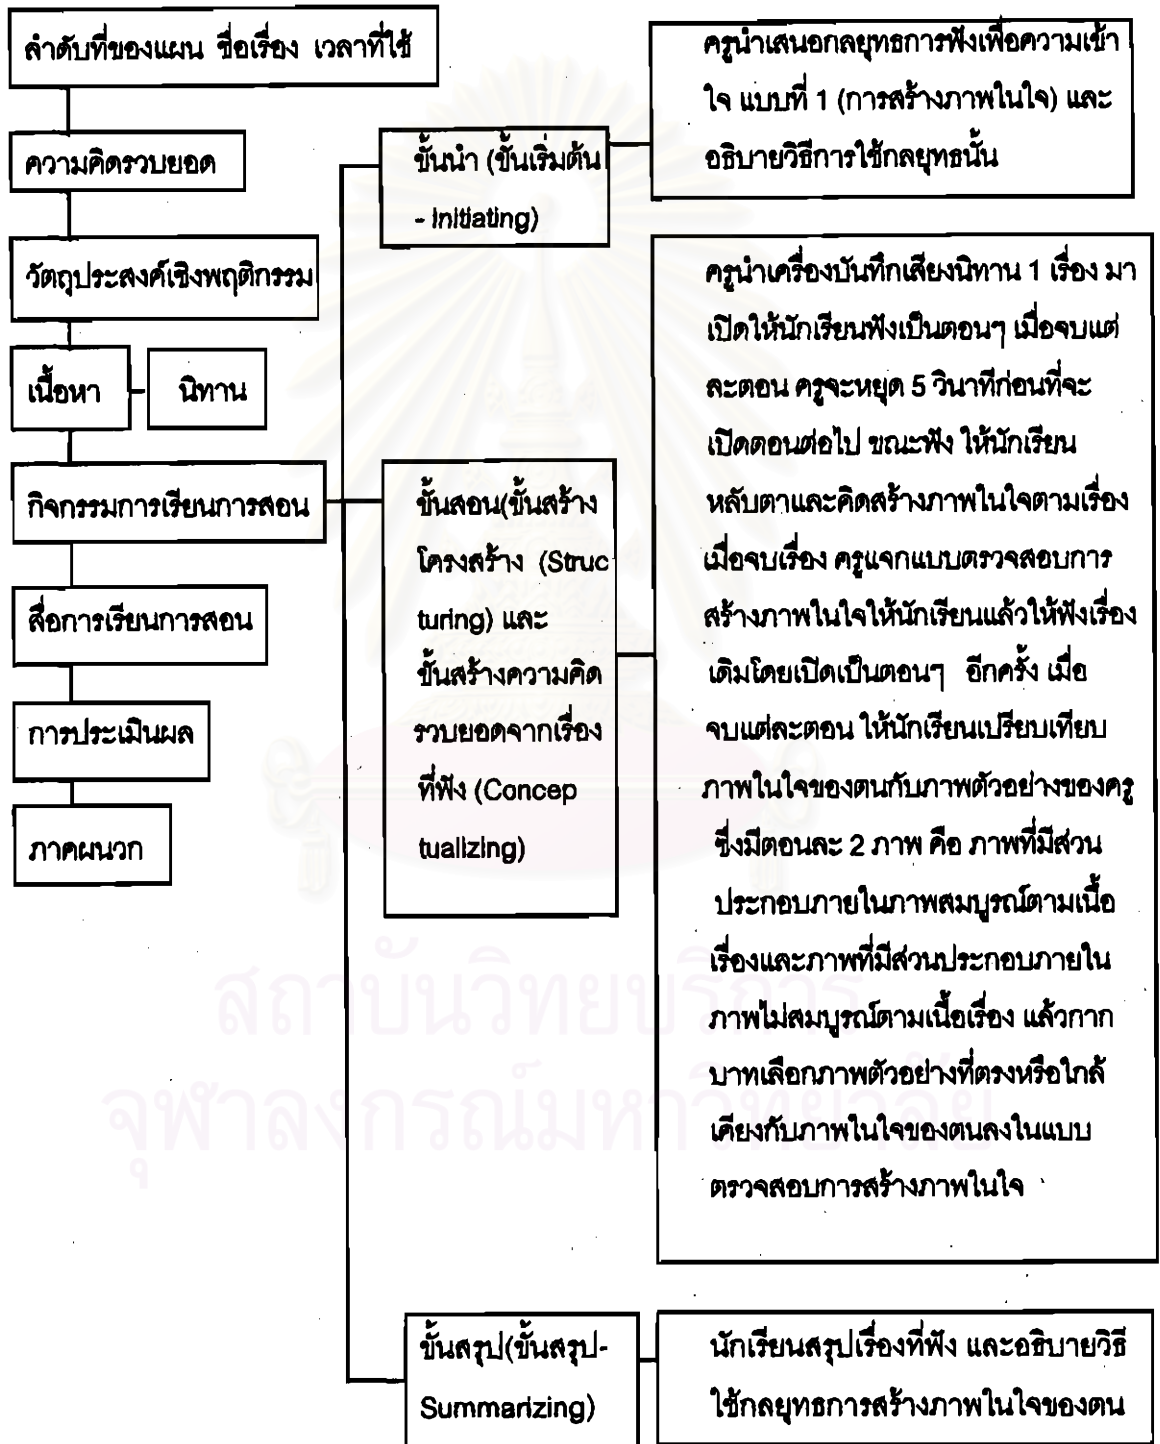 ลำดับที่ของแผน ชื่อเรื่อง เวลาที่ใช้
ความคิดรวบยอด
วัตถุประสงค์เชิงพฤติกรรม
เนื้อหา
นิทาน
กิจกรรมการเรียนการสอน
สื่อการเรียนการสอน
การประเมินผล
ภาคผนวก
ขั้นนำ (ขั้นเริ่มต้น
- Initiating)
ครูนำเสนอกลยุทธการฟังเพื่อความเข้า
ใจ แบบที่ 1 (การสร้างภาพในใจ) และ
อธิบายวิธีการใช้กลยุทธนั้น
ขั้นสอน(ขั้นสร้าง
โครงสร้าง (Struc
turing) และ
ขั้นสร้างความคิด
รวบยอดจากเรื่อง
ที่ฟัง (Concep
tualizing)
ครูนำเครื่องบันทึกเสียงนิทาน 1 เรื่อง มา
เปิดให้นักเรียนฟังเป็นตอนๆ เมื่อจบแต่
ละตอน ครูจะหยุด 5 วินาทีก่อนที่จะ
เปิดตอนต่อไป ขณะฟัง ให้นักเรียน
หลับตาและคิดสร้างภาพในใจตามเรื่อง
เมื่อจบเรื่อง ครูแจกแบบตรวจสอบการ
สร้างภาพในใจให้นักเรียนแล้วให้ฟังเรื่อง
เดิมโดยเปิดเป็นตอนๆ อีกครั้ง เมื่อ
จบแต่ละตอน ให้นักเรียนเปรียบเทียบ
ภาพในใจของตนกับภาพตัวอย่างของครู
ซึ่งมีตอนละ 2 ภาพ คือ ภาพที่มีส่วน
ประกอบภายในภาพสมบูรณ์ตามเนื้อ
เรื่องและภาพที่มีส่วนประกอบภายใน
ภาพไม่สมบูรณ์ตามเนื้อเรื่อง แล้วกาก
บาทเลือกภาพตัวอย่างที่ตรงหรือใกล้
เคียงกับภาพในใจของตนลงในแบบ
ตรวจสอบการสร้างภาพในใจ
ขั้นสรุป(ขั้นสรุป-
Summarizing)
นักเรียนสรุปเรื่องที่ฟัง และอธิบายวิธี
ใช้กลยุทธการสร้างภาพในใจของตน
สถาบันวิทยบริการ
จุฬาลงกรณ์มหาวิทยาลัย